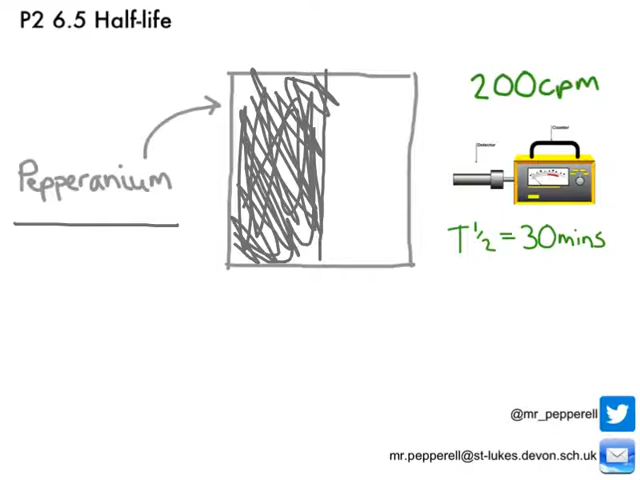 P2 6.5 Half-life
200cpm
Counter
Detector
Pepperanium
T 1/2 = 30mins
@mr_pepperell
mr.pepperell@st-lukes.devon.sch.uk